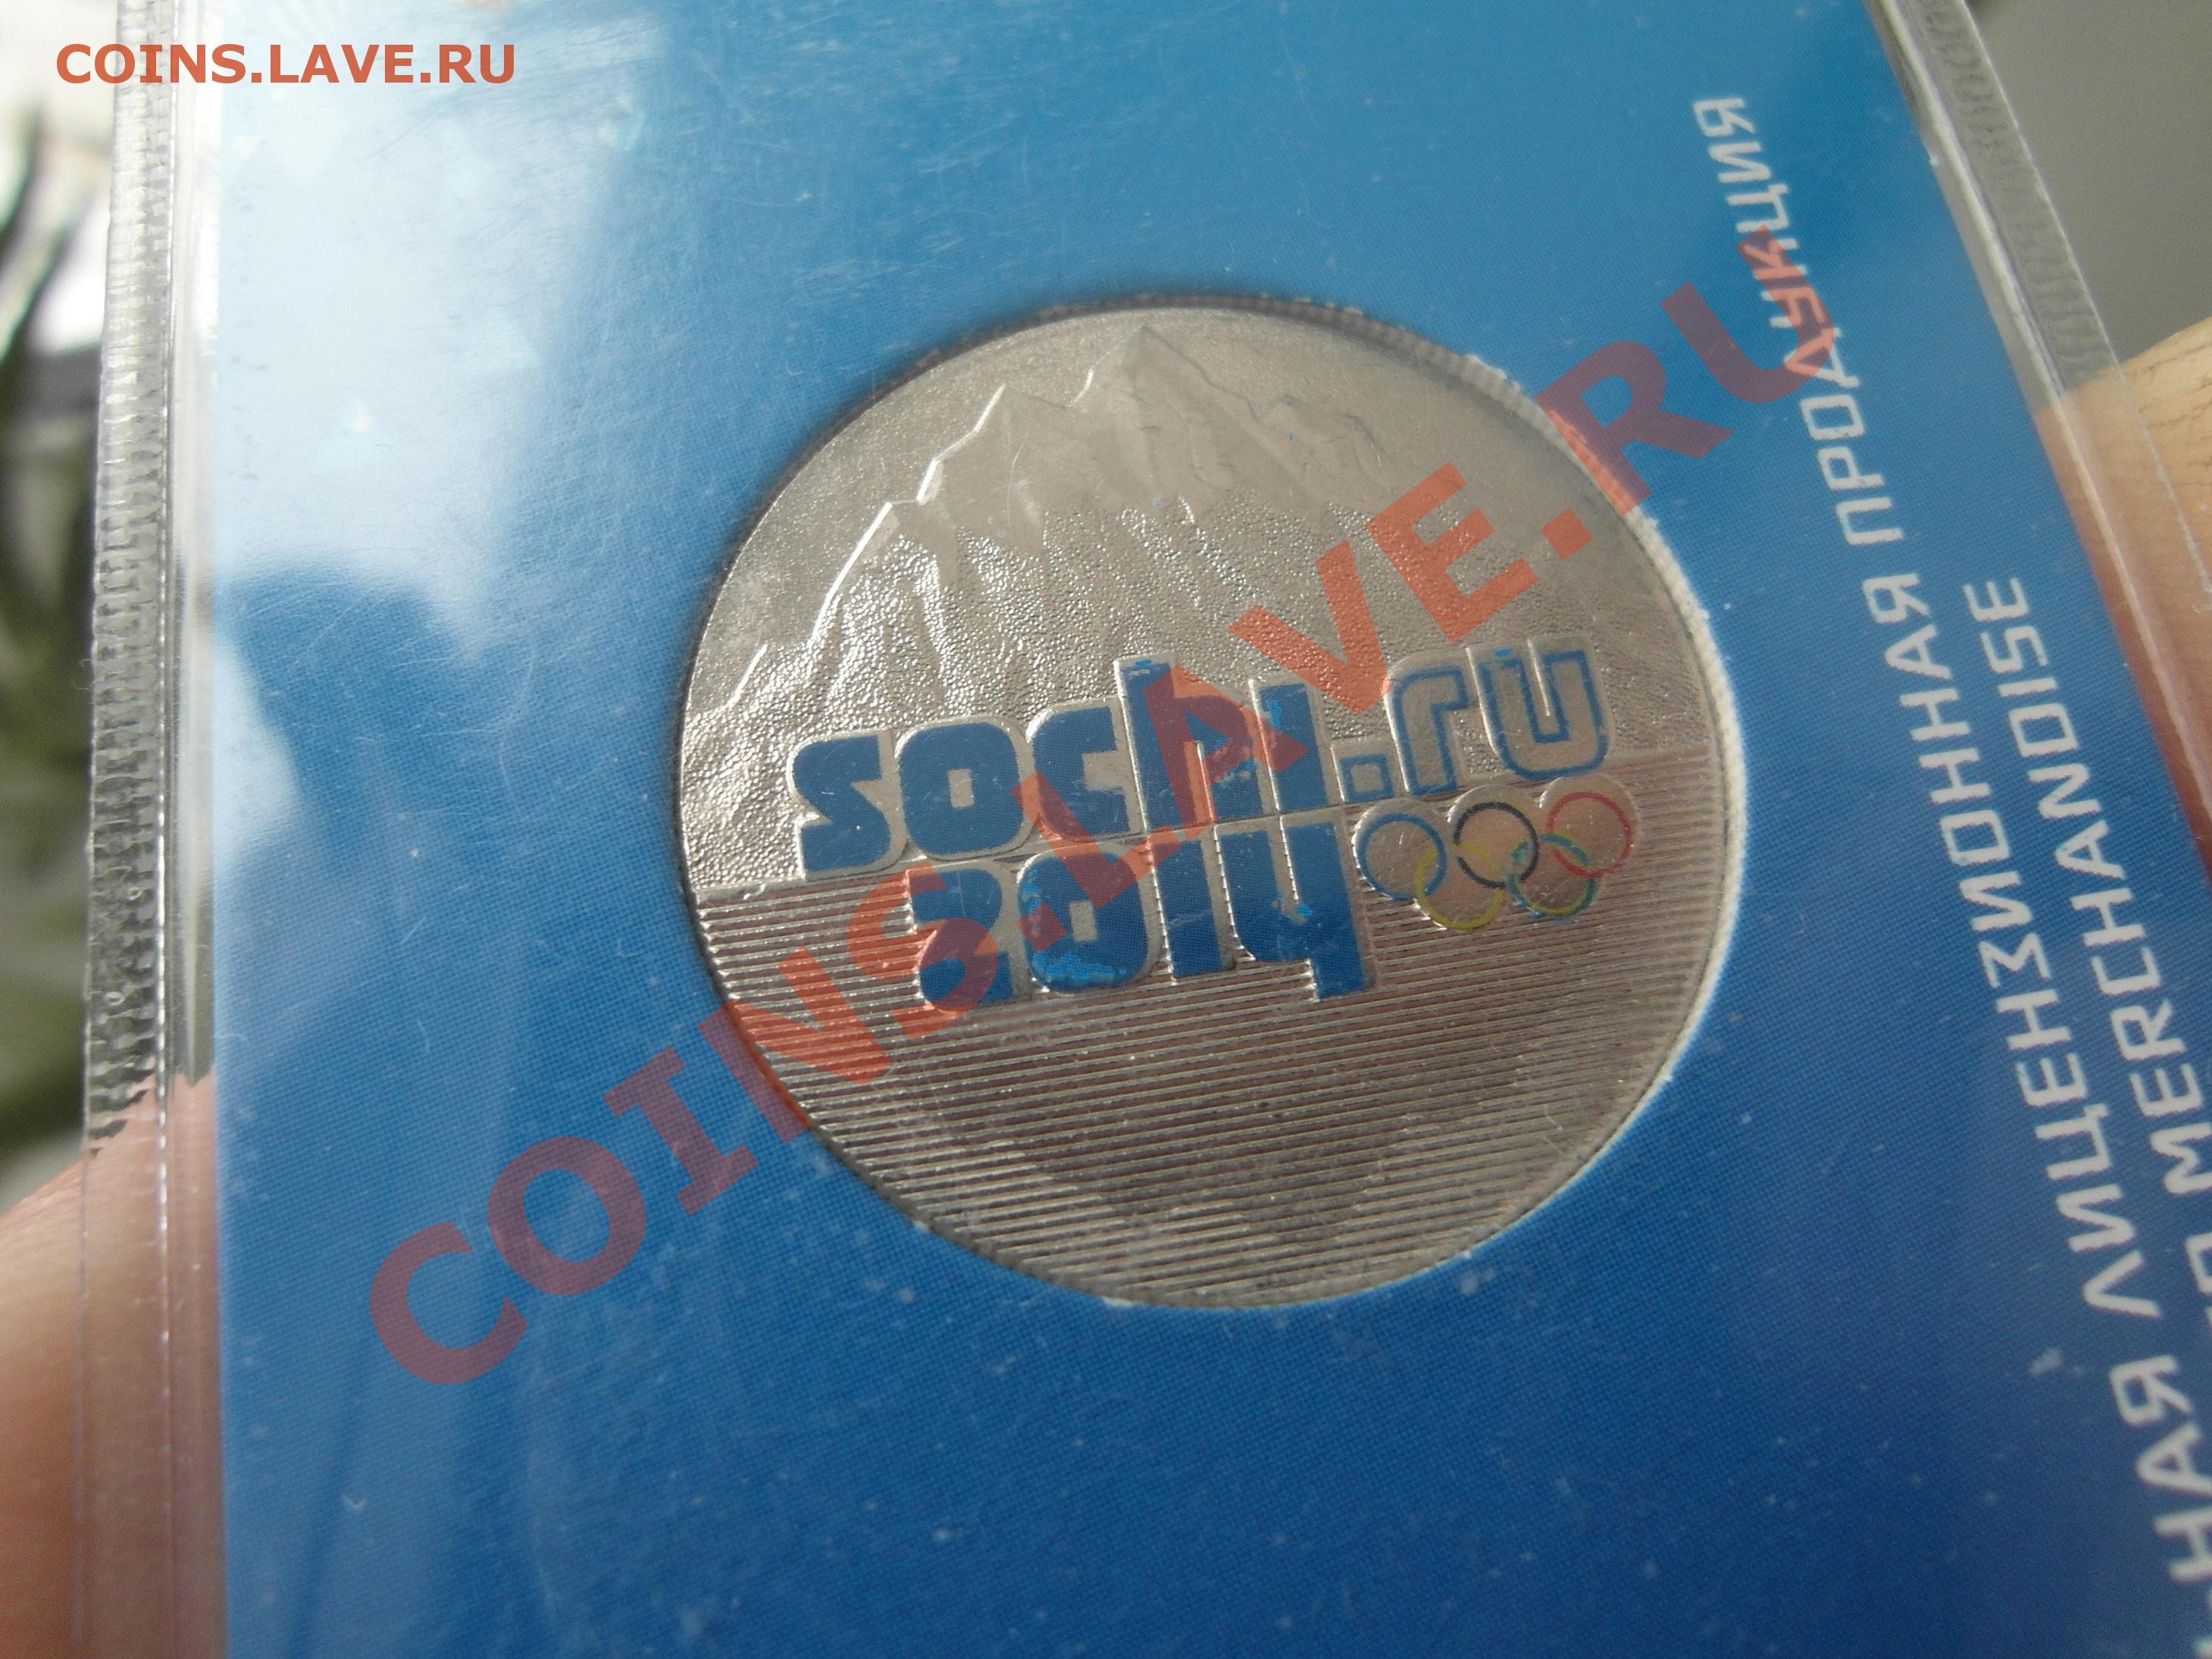 COINS.LAVE.RU
sochi.ru
2014
COINS.LAVE.RU
НАЯ ЛИЦЕНЗИОННАЯ ПРОДУКЦИЯ
MERCHANDISE